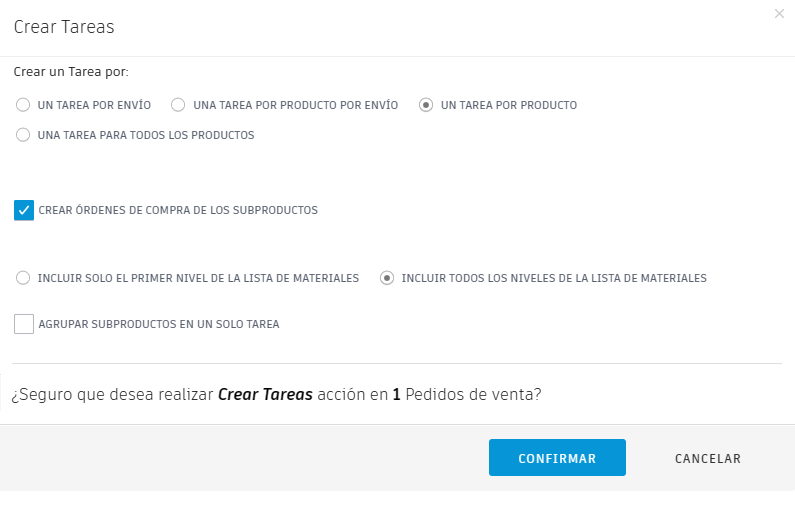 Crear Tareas
Crear un Tarea por:
UN TAREA POR ENVÍO UNA TAREA POR PRODUCTO POR ENVÍO UN TAREA POR PRODUCTO
UNA TAREA PARA TODOS LOS PRODUCTOS
CREAR ÓRDENES DE COMPRA DE LOS SUBPRODUCTOS
INCLUIR SOLO EL PRIMER NIVEL DE LA LISTA DE MATERIALES INCLUIR TODOS LOS NIVELES DE LA LISTA DE MATERIALES
AGRUPAR SUBPRODUCTOS EN UN SOLO TAREA
¿Seguro que desea realizar Crear Tareas acción en 1 Pedidos de venta?
CONFIRMAR CANCELAR